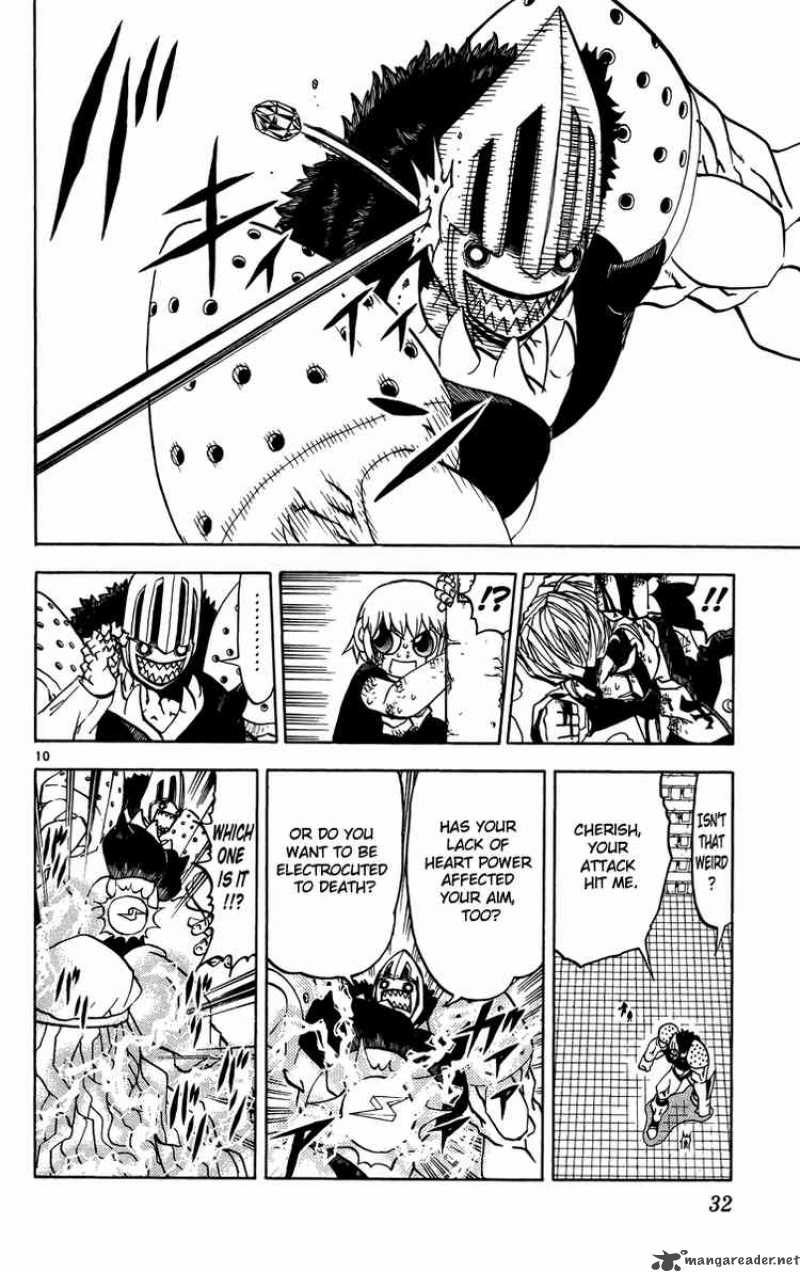 !!
!?
.........
10
ISN'T
THAT
WEIRD
?
CHERISH,
YOUR
ATTACK
HIT ME.
HAS YOUR
LACK OF
HEART POWER
AFFECTED
YOUR AIM,
TOO?
OR DO YOU
WANT TO BE
ELECTROCUTED
TO DEATH?
WHICH
ONE
IS IT
!!?
32
mangareader.net